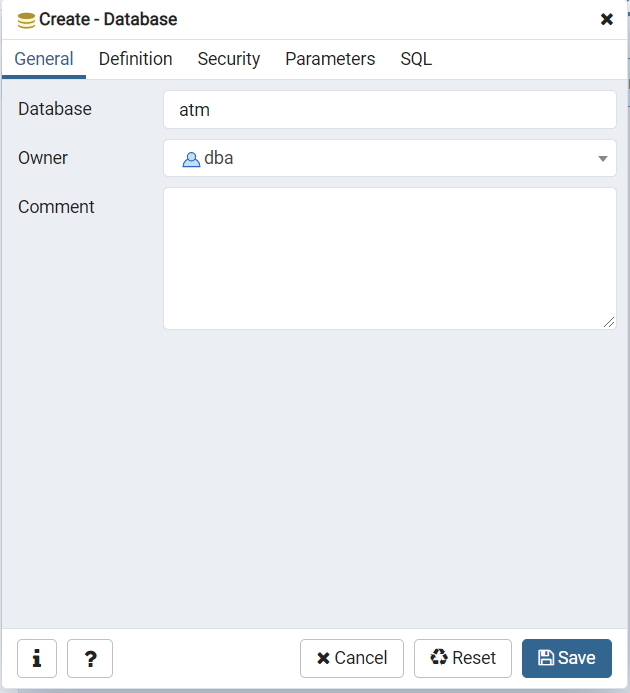 Create - Database
General Definition Security Parameters SQL
Database atm
Owner dba
Comment
i ? Cancel Reset Save